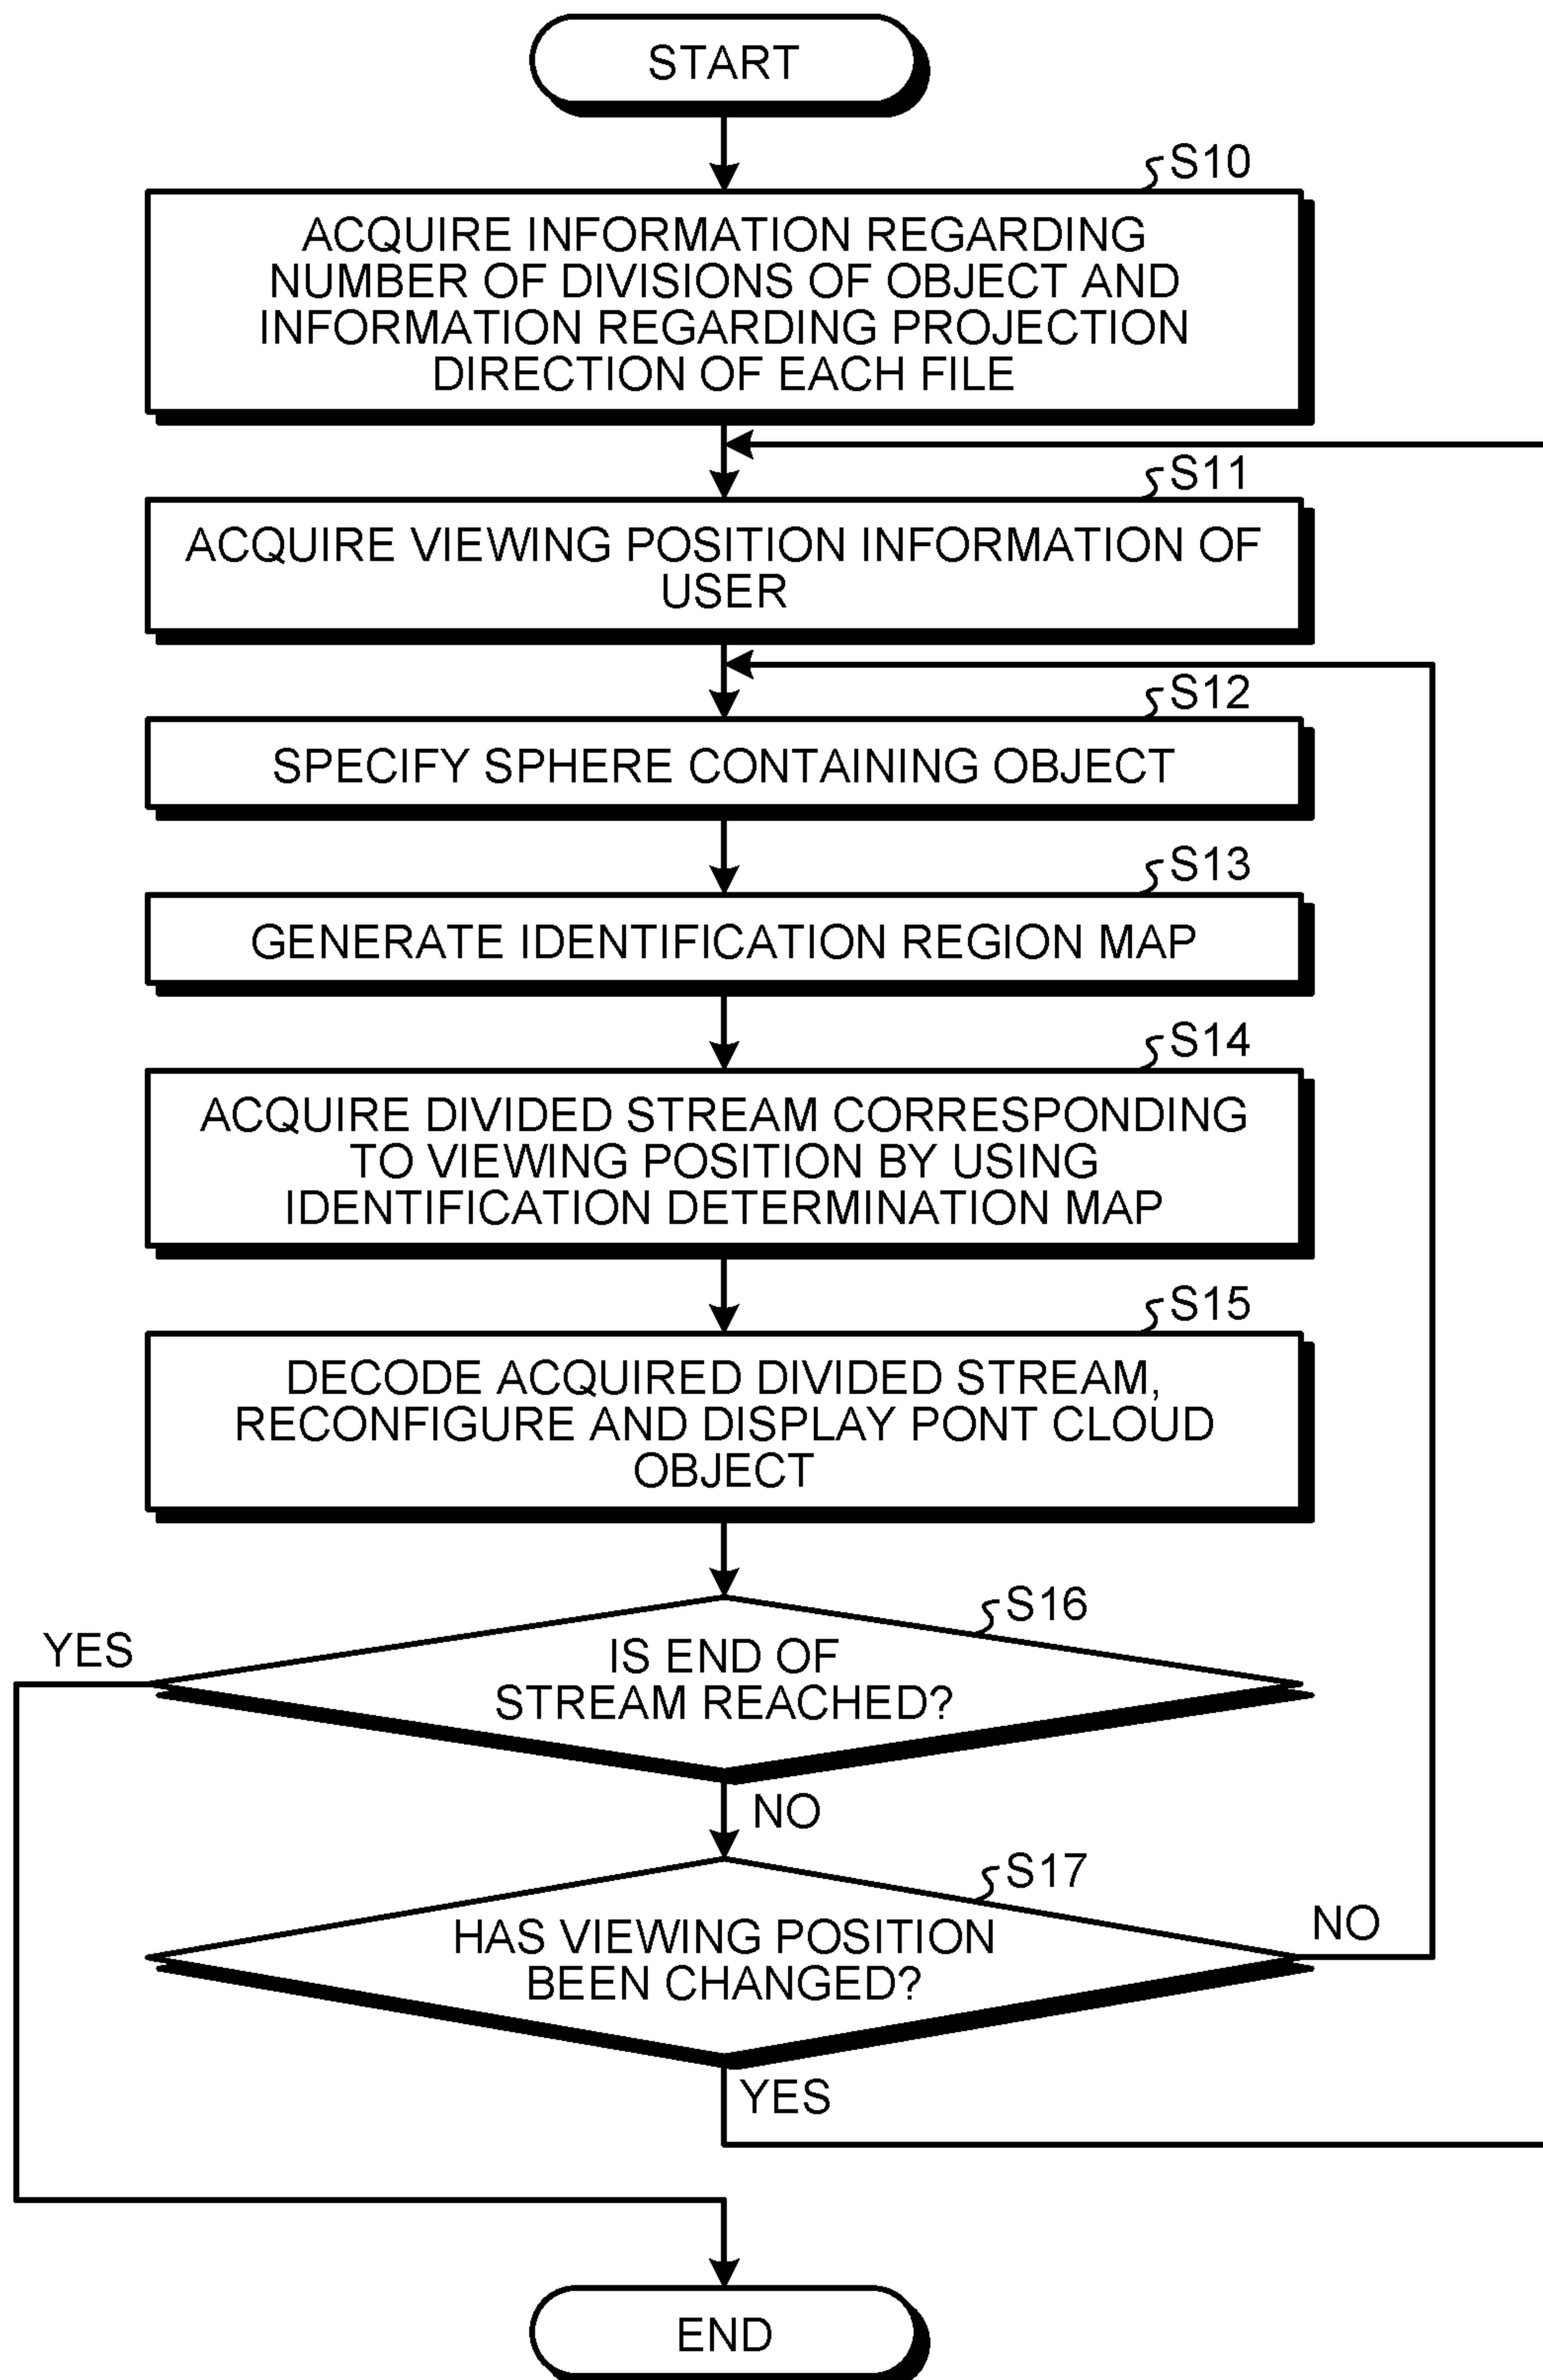 START
S10
ACQUIRE INFORMATION REGARDING
NUMBER OF DIVISIONS OF OBJECT AND
INFORMATION REGARDING PROJECTION
DIRECTION OF EACH FILE
S11
ACQUIRE VIEWING POSITION INFORMATION OF
USER
S12
SPECIFY SPHERE CONTAINING OBJECT
S13
GENERATE IDENTIFICATION REGION MAP
S14
ACQUIRE DIVIDED STREAM CORRESPONDING
TO VIEWING POSITION BY USING
IDENTIFICATION DETERMINATION MAP
S15
DECODE ACQUIRED DIVIDED STREAM,
RECONFIGURE AND DISPLAY PONT CLOUD
OBJECT
S16
YES
IS END OF
STREAM REACHED?
NO
S17
HAS VIEWING POSITION
BEEN CHANGED?
NO
YES
END